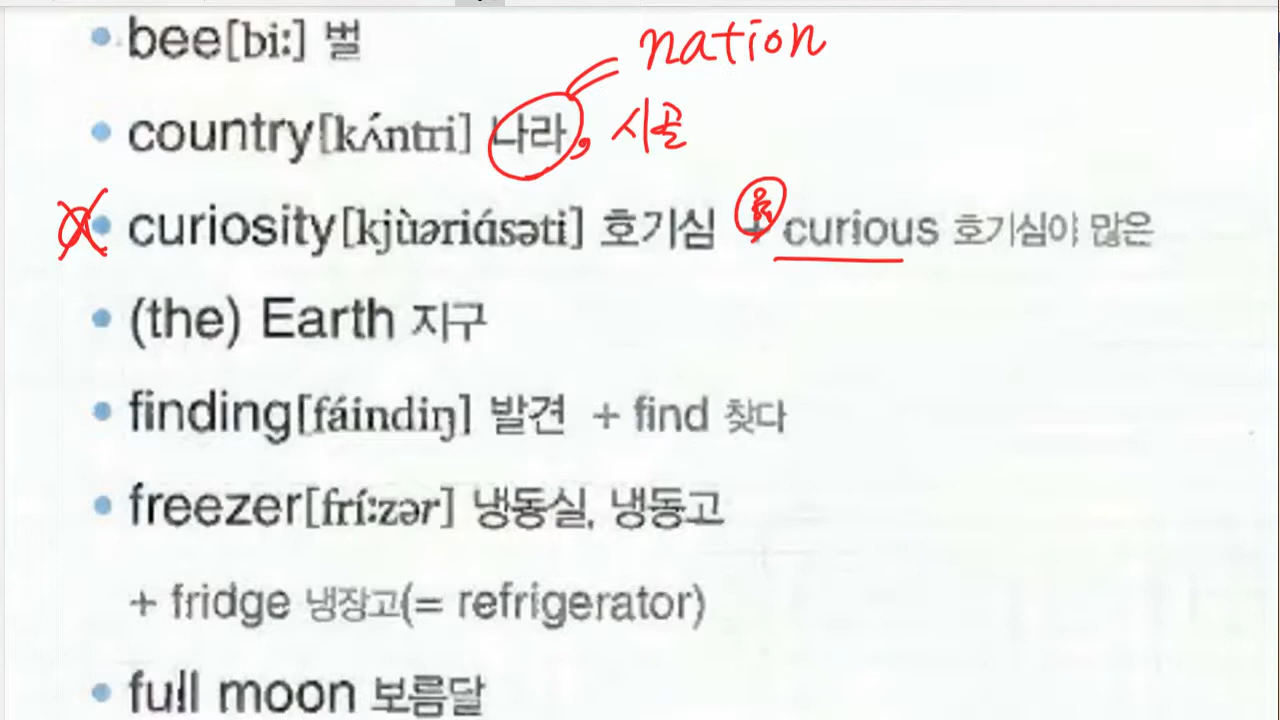 bee[bi:] 벌
nation
country[kʌ́ntri] 나라, 시골
curiosity[kjùəriásəti] 호기심 + curious 호기심이 많은
(the) Earth 지구
finding[fáindiŋ] 발견 + find 찾다
freezer[frí:zər] 냉동실, 냉동고
+ fridge 냉장고(= refrigerator)
full moon 보름달